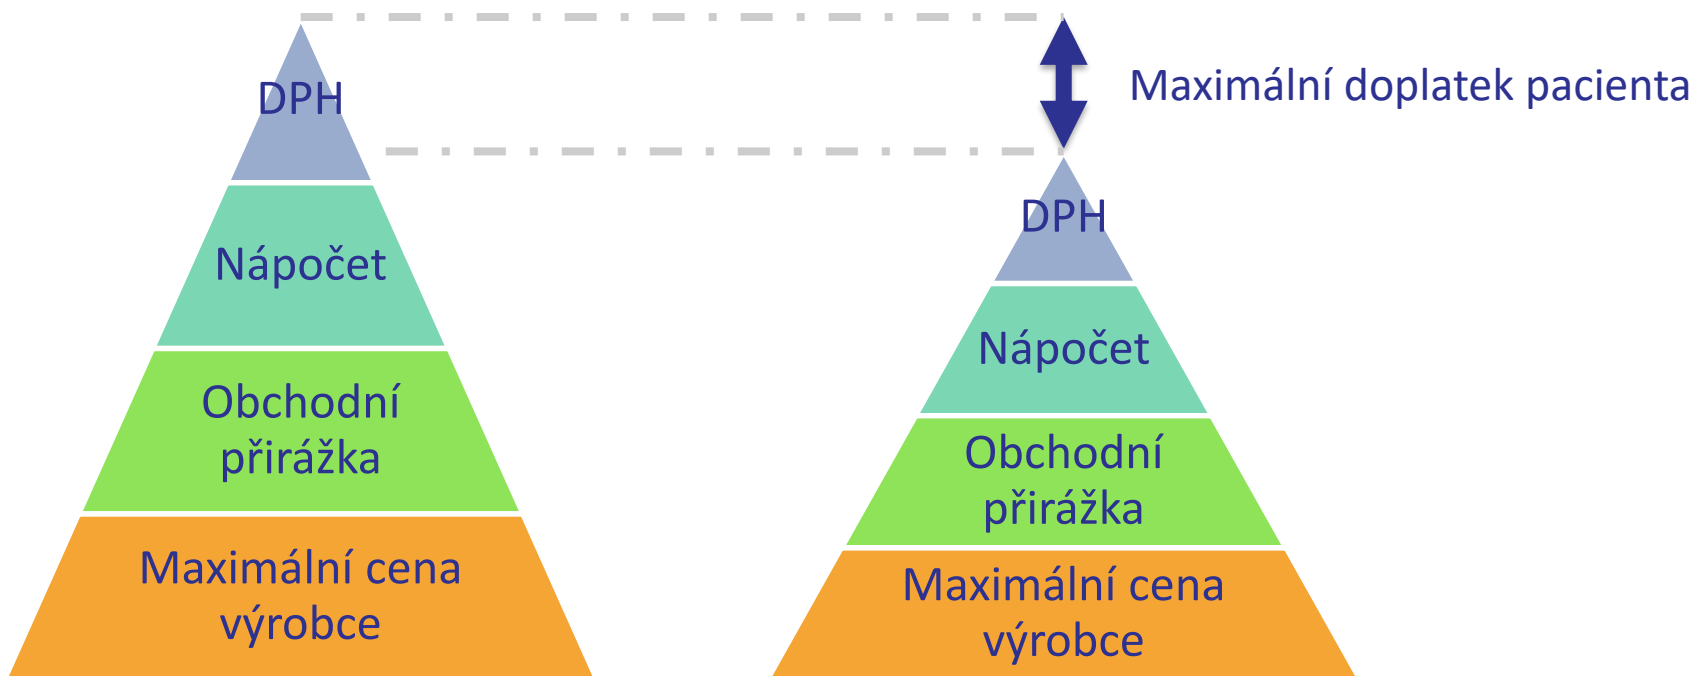 DPH
Nápočet
Obchodní
přirážka
Maximální cena
výrobce
Maximální doplatek pacienta
DPH
Nápočet
Obchodní
přirážka
Maximální cena
výrobce